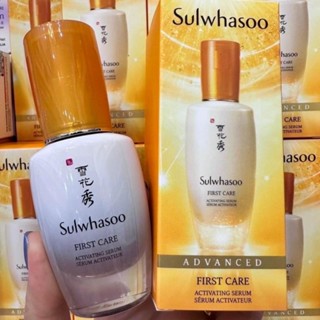 Sulwhasoo
雪花秀
FIRST CARE
ACTIVATING SERUM
SÉRUM ACTIVATEUR
Sulwhasoo
雪花秀
Sulwhasoo
FIRST CARE
ACTIVATING SERUM
SÉRUM ACTIVATEUR
ADVANCED
FIRST CARE
ACTIVATING SERUM
SÉRUM ACTIVATEUR